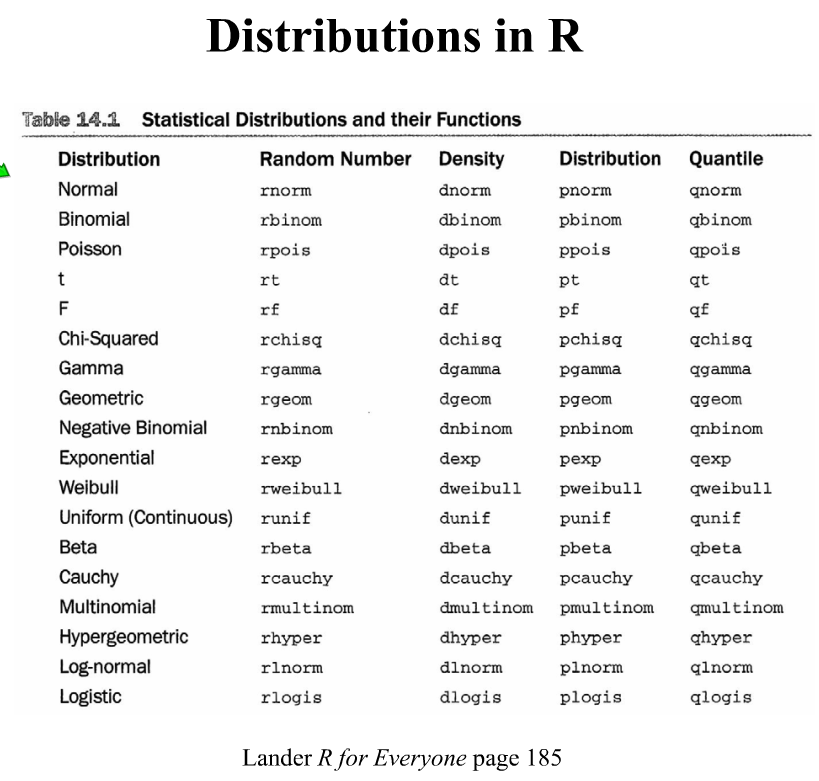 Distributions in R
Table 14.1 Statistical Distributions and their Functions
Distribution Random Number Density Distribution Quantile
Normal rnorm dnorm pnorm qnorm
Binomial rbinom dbinom pbinom qbinom
Poisson rpois dpois ppois qpois
t rt dt pt qt
F rf df pf qf
Chi-Squared rchisq dchisq pchisq qchisq
Gamma rgamma dgamma pgamma qgamma
Geometric rgeom dgeom pgeom qgeom
Negative Binomial rnbinom dnbinom pnbinom qnbinom
Exponential rexp dexp pexp qexp
Weibull rweibull dweibull pweibull qweibull
Uniform (Continuous) runif dunif punif qunif
Beta rbeta dbeta pbeta qbeta
Cauchy rcauchy dcauchy pcauchy qcauchy
Multinomial rmultinom dmultinom pmultinom qmultinom
Hypergeometric rhyper dhyper phyper qhyper
Log-normal rlnorm dlnorm plnorm qlnorm
Logistic rlogis dlogis plogis qlogis
Lander R for Everyone page 185